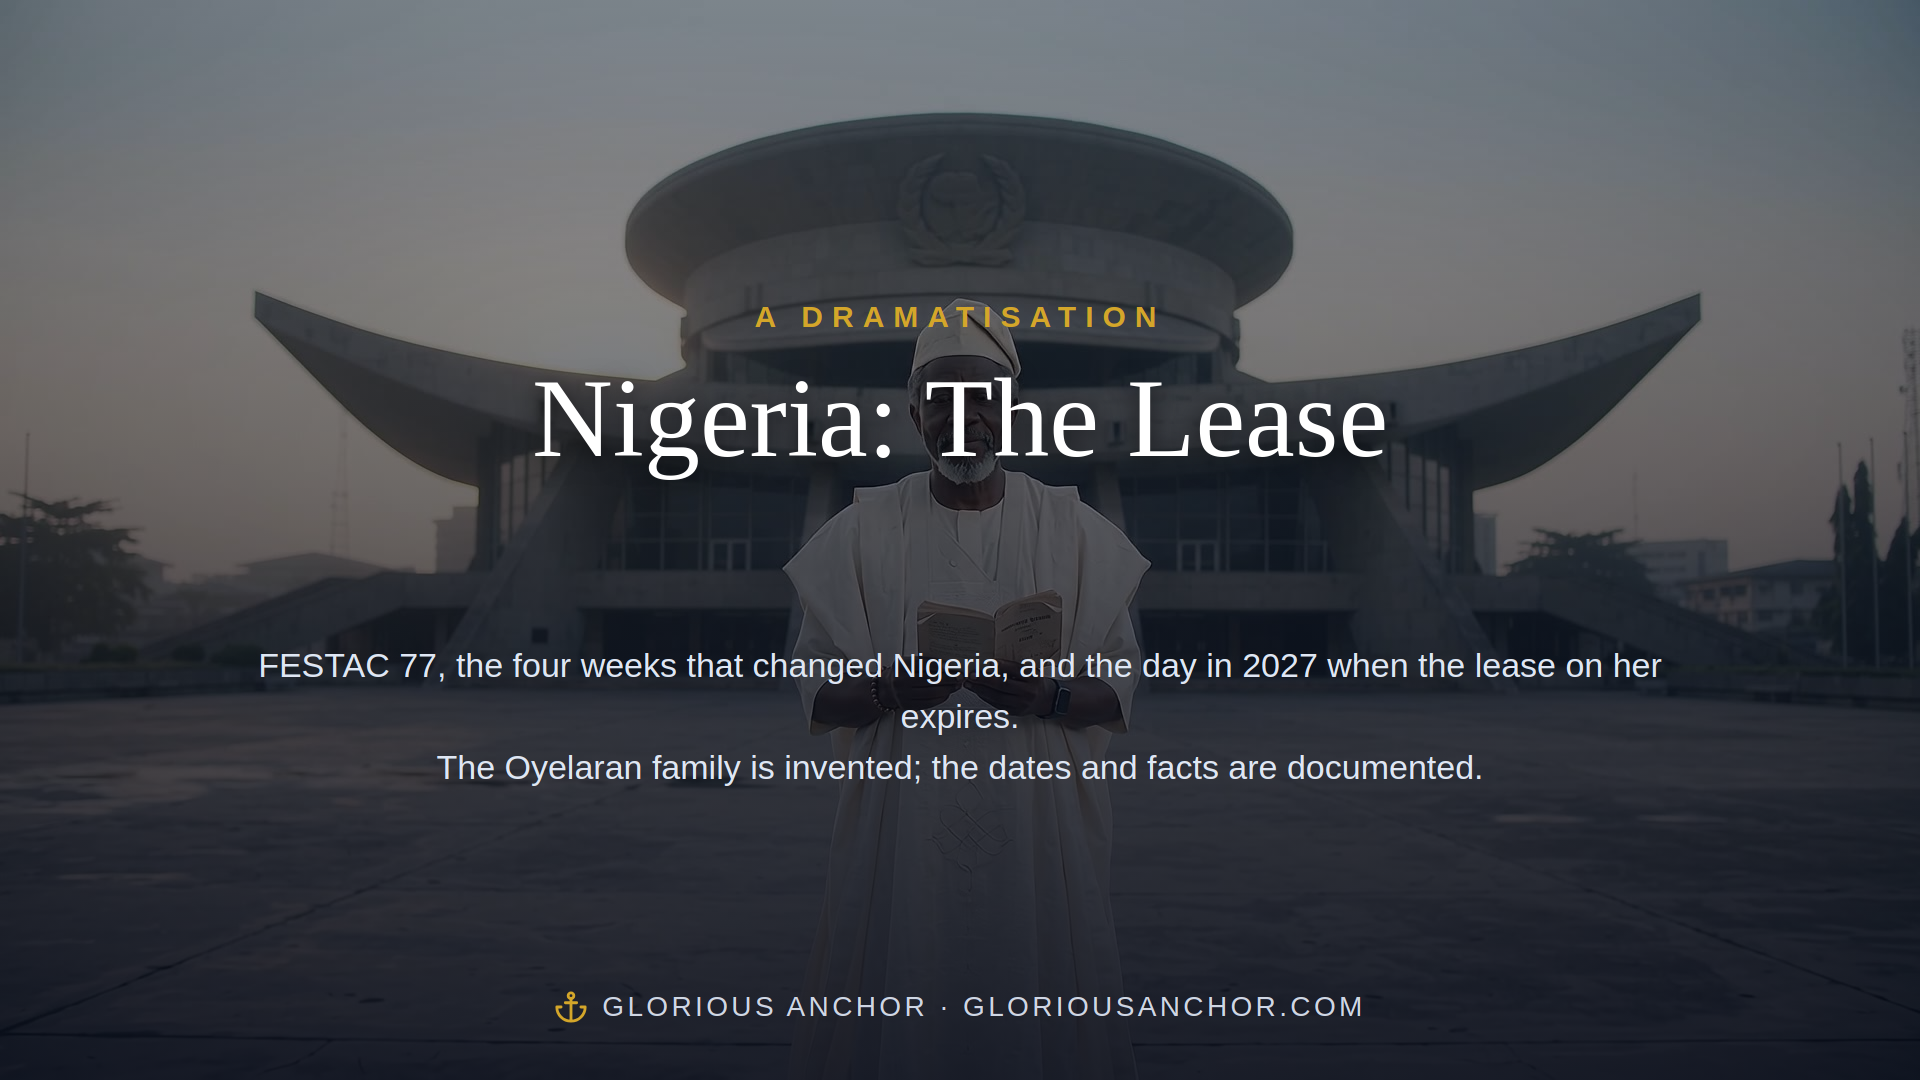 A DRAMATISATION
Nigeria: The Lease
FESTAC 77, the four weeks that changed Nigeria, and the day in 2027 when the lease on her
expires.
The Oyelaran family is invented; the dates and facts are documented.
GLORIOUS ANCHOR · GLORIOUSANCHOR.COM